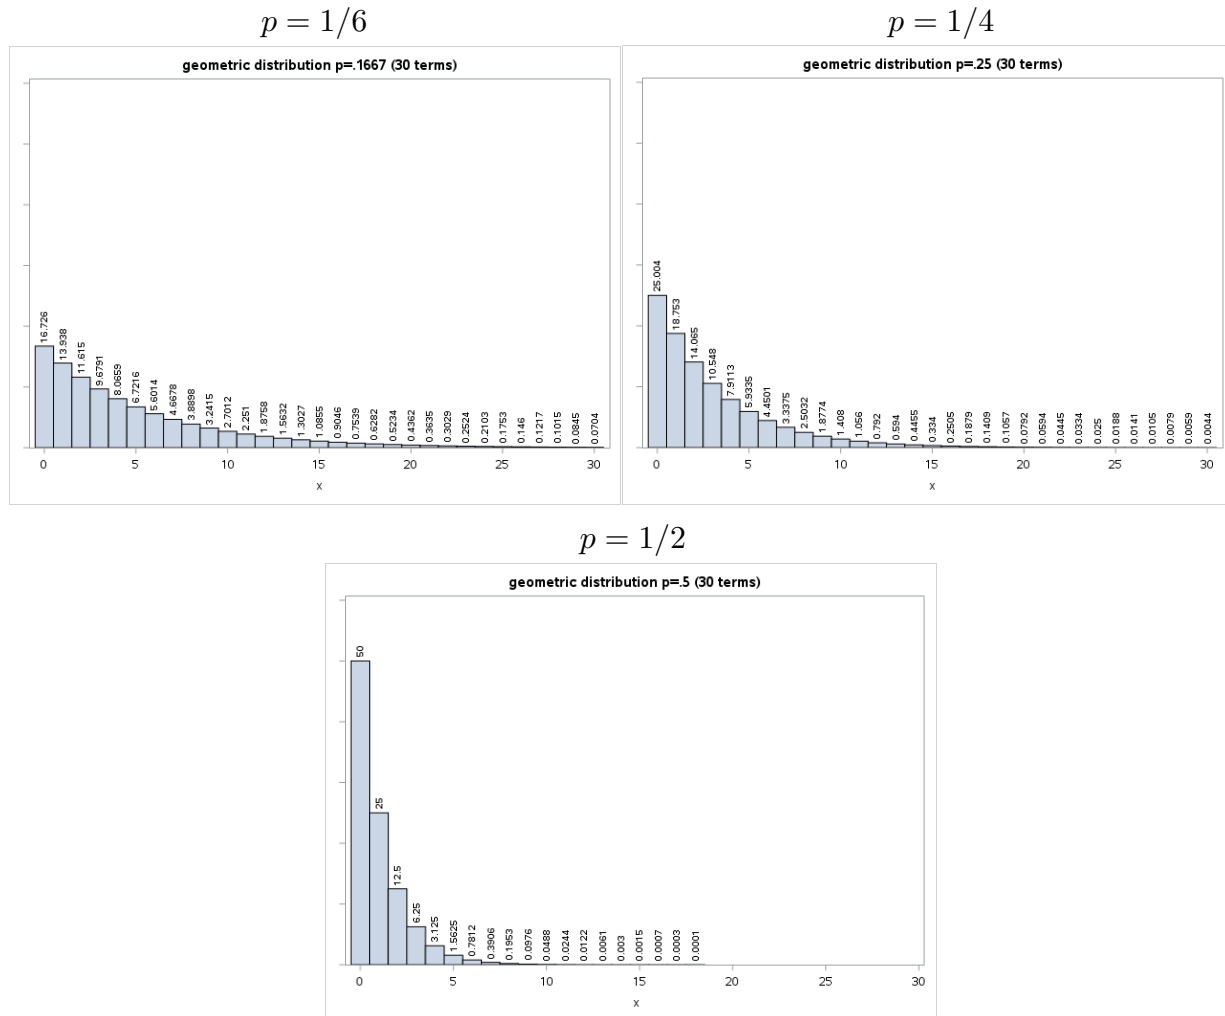 p = 1/6
p = 1/4
geometric distribution p=.1667 (30 terms)
16.726 13.938 11.615 9.6791 8.0659 6.7216 5.6014 4.6678 3.8898 3.2415 2.7012 2.251 1.8758 1.5632 1.3027 1.0855 0.9046 0.7539 0.6282 0.5234 0.4362 0.3635 0.3029 0.2524 0.2103 0.1753 0.146 0.1217 0.1015 0.0845 0.0704
0 5 10 15 20 25 30
x
geometric distribution p=.25 (30 terms)
25.004 18.753 14.065 10.548 7.9113 5.9335 4.4501 3.3375 2.5032 1.8774 1.408 1.056 0.792 0.594 0.4455 0.334 0.2505 0.1879 0.1409 0.1057 0.0792 0.0594 0.0445 0.0334 0.025 0.0188 0.0141 0.0105 0.0079 0.0059 0.0044
0 5 10 15 20 25 30
x
p = 1/2
geometric distribution p=.5 (30 terms)
50 25 12.5 6.25 3.125 1.5625 0.7812 0.3906 0.1953 0.0976 0.0488 0.0244 0.0122 0.0061 0.003 0.0015 0.0007 0.0003 0.0001
0 5 10 15 20 25 30
x